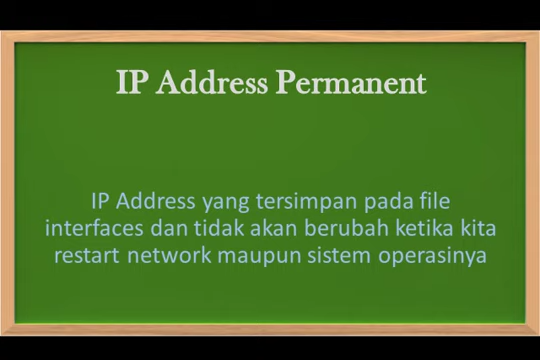 IP Address Permanent
IP Address yang tersimpan pada file
interfaces dan tidak akan berubah ketika kita
restart network maupun sistem operasinya